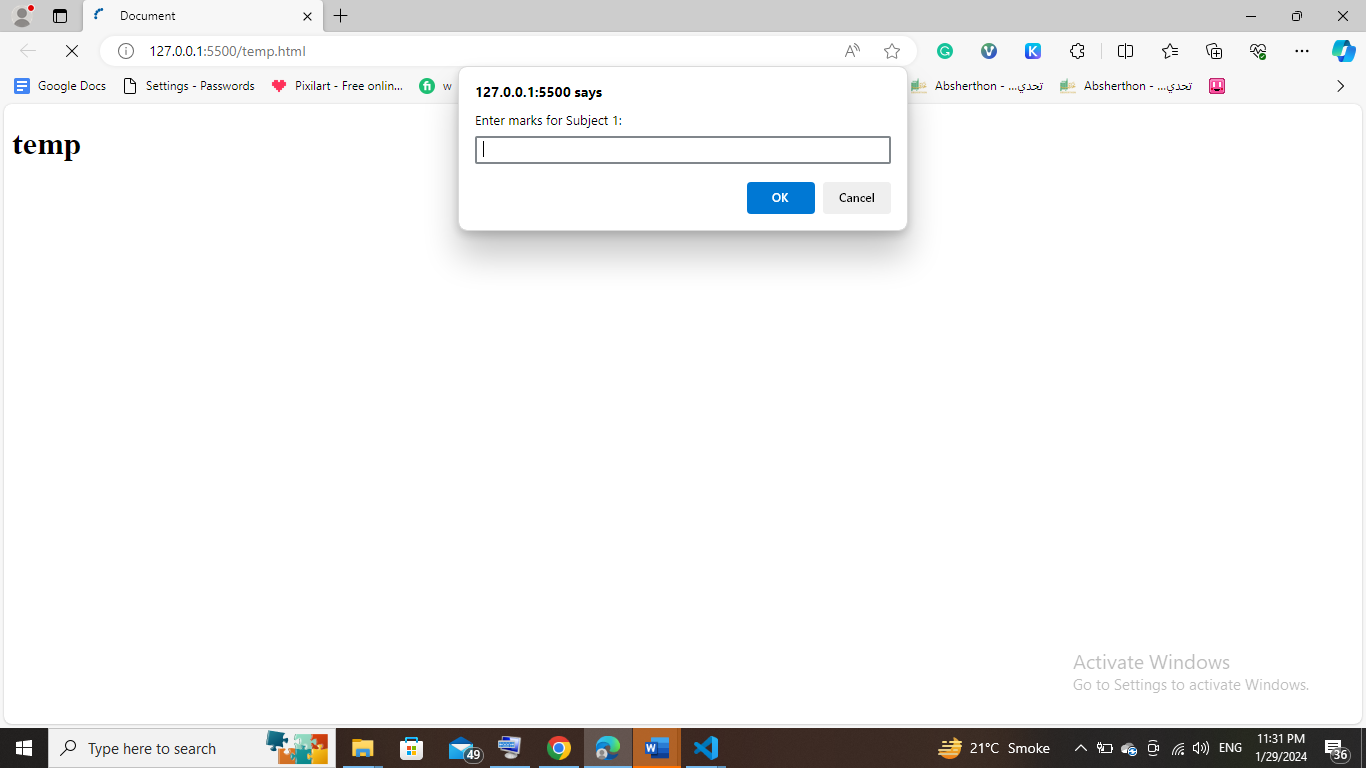 Document
127.0.0.1:5500/temp.html
Google Docs
Settings - Passwords
Pixilart - Free onlin...
w
Absherthon - ...تحدي
Absherthon - ...تحدي
127.0.0.1:5500 says
Enter marks for Subject 1:
OK
Cancel
temp
Activate Windows
Go to Settings to activate Windows.
Type here to search
49
21°C Smoke
ENG
11:31 PM
1/29/2024
36